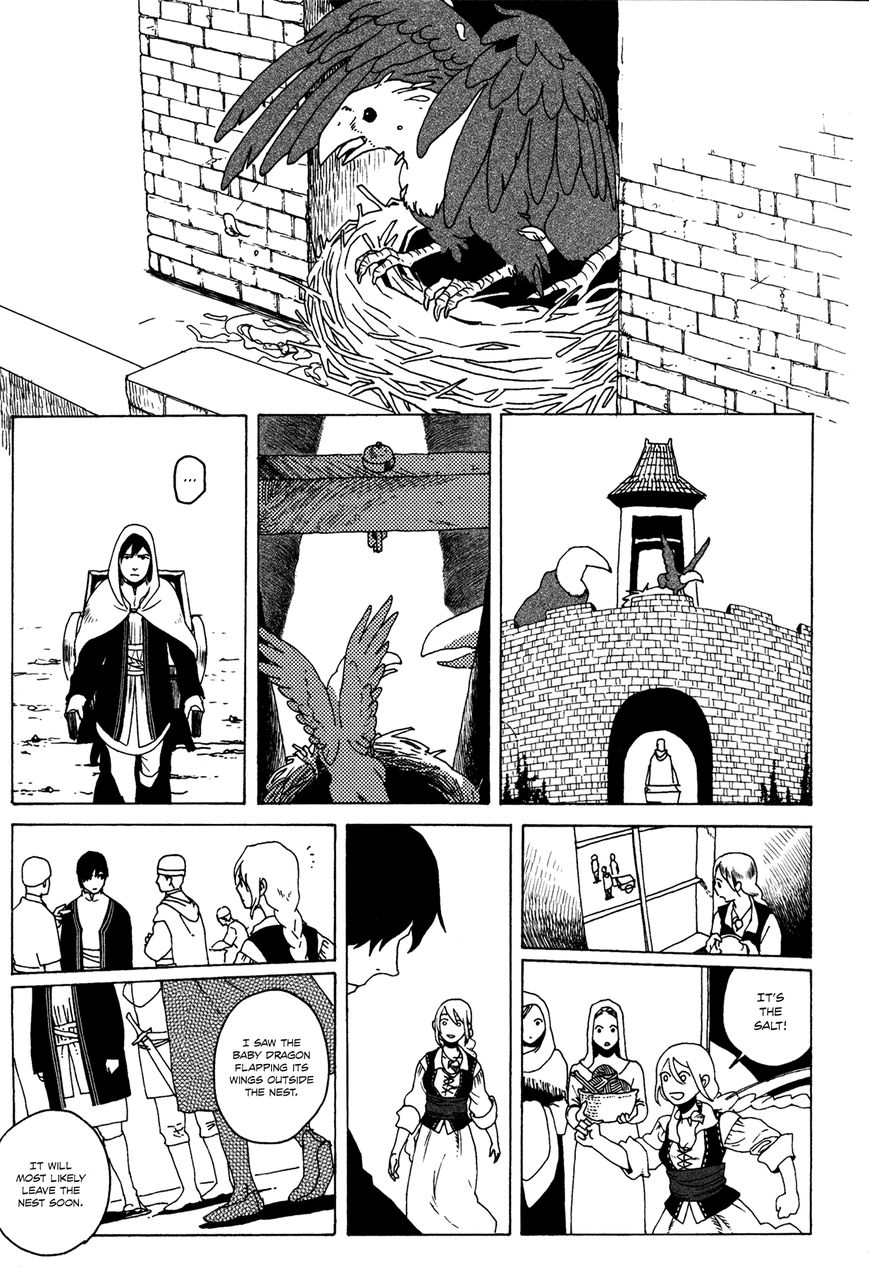 ...
IT'S
THE
SALT!
I SAW THE
BABY DRAGON
FLAPPING ITS
WINGS OUTSIDE
THE NEST.
IT WILL
MOST LIKELY
LEAVE THE
NEST SOON.